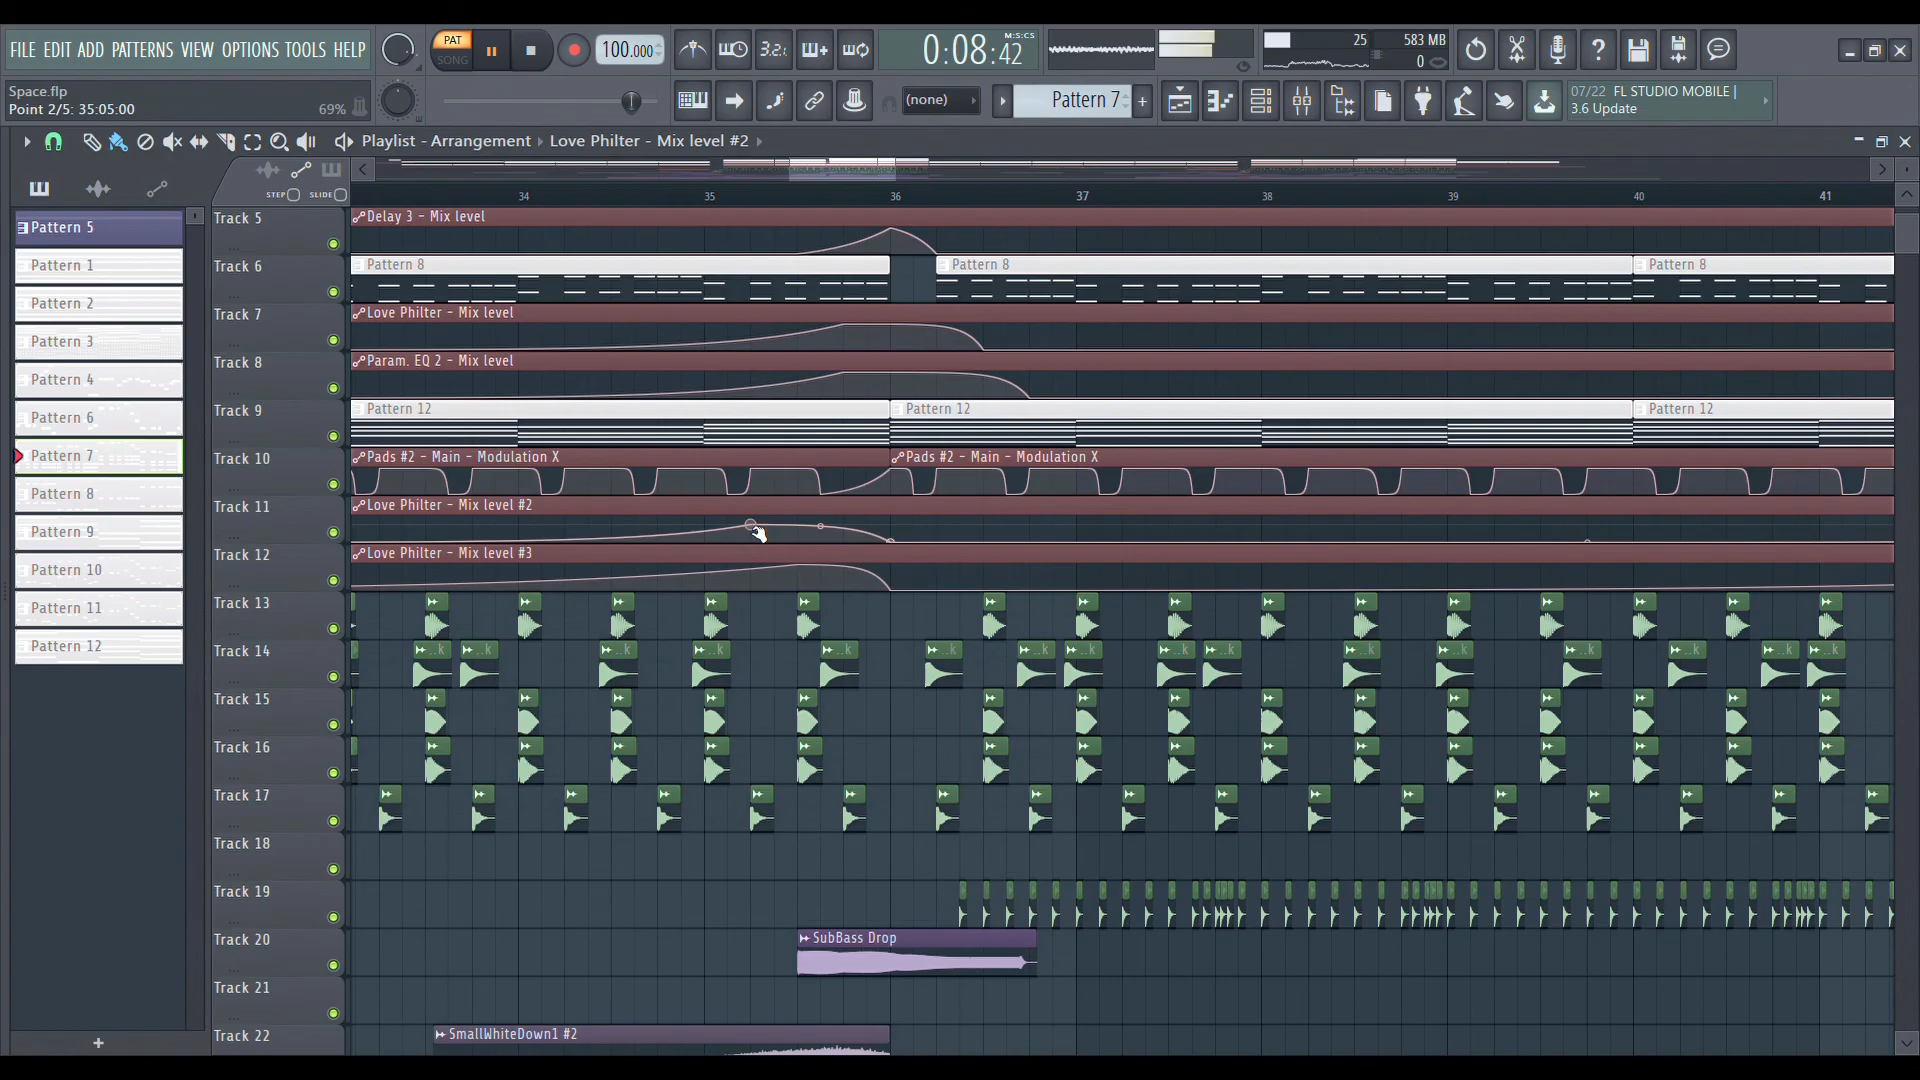 FILE EDIT ADD PATTERNS VIEW OPTIONS TOOLS HELP
PAT
SONG
100.000
3.2.
M:S:CS
0:08:42
25
583 MB
0
Space.flp
Point 2/5: 35:05:00
69%
(none)
Pattern 7
+
07/22 FL STUDIO MOBILE |
3.6 Update
Playlist - Arrangement Love Philter - Mix level #2
STEP
SLIDE
34 35 36 37 38 39 40 41
Pattern 5
Pattern 1
Pattern 2
Pattern 3
Pattern 4
Pattern 6
Pattern 7
Pattern 8
Pattern 9
Pattern 10
Pattern 11
Pattern 12
+
Track 5
Delay 3 - Mix level
Track 6
Pattern 8 Pattern 8 Pattern 8
Track 7
Love Philter - Mix level
Track 8
Param. EQ 2 - Mix level
Track 9
Pattern 12 Pattern 12 Pattern 12
Track 10
Pads #2 - Main - Modulation X Pads #2 - Main - Modulation X
Track 11
Love Philter - Mix level #2
Track 12
Love Philter - Mix level #3
Track 13
Track 14
..k ..k ..k ..k ..k ..k ..k ..k ..k ..k ..k ..k ..k ..k ..k ..k
Track 15
Track 16
Track 17
Track 18
Track 19
Track 20
SubBass Drop
Track 21
Track 22
SmallWhiteDown1 #2